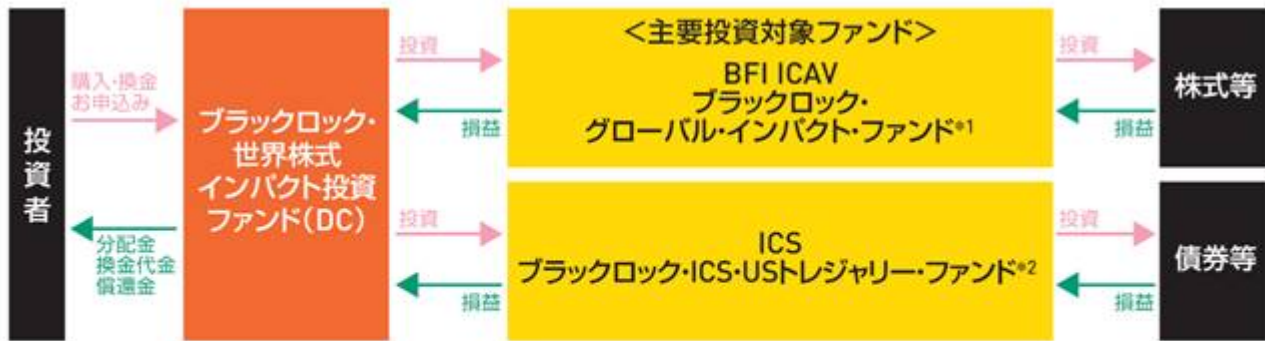 投資者
購入・換金
お申込み
分配金
換金代金
償還金
ブラックロック・
世界株式
インパクト投資
ファンド(DC)
投資
損益
投資
損益
<主要投資対象ファンド>
BFI ICAV
ブラックロック・
グローバル・インパクト・ファンド※1
ICS
ブラックロック・ICS・USトレジャリー・ファンド※2
投資
損益
投資
損益
株式等
債券等